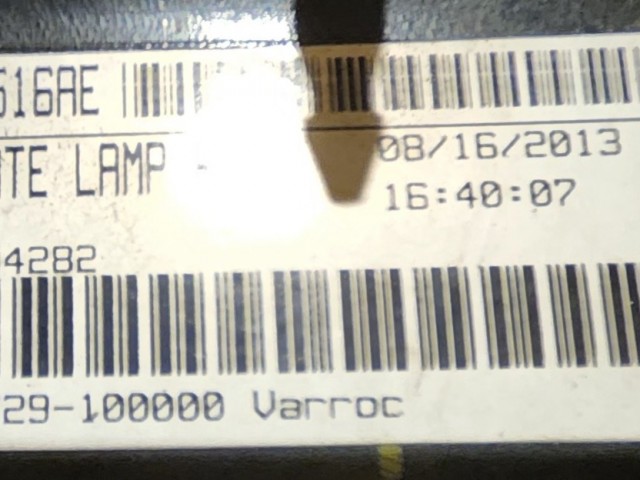 616AE
TE LAMP 08/16/2013
16:40:07
4282
29-100000 Varroc